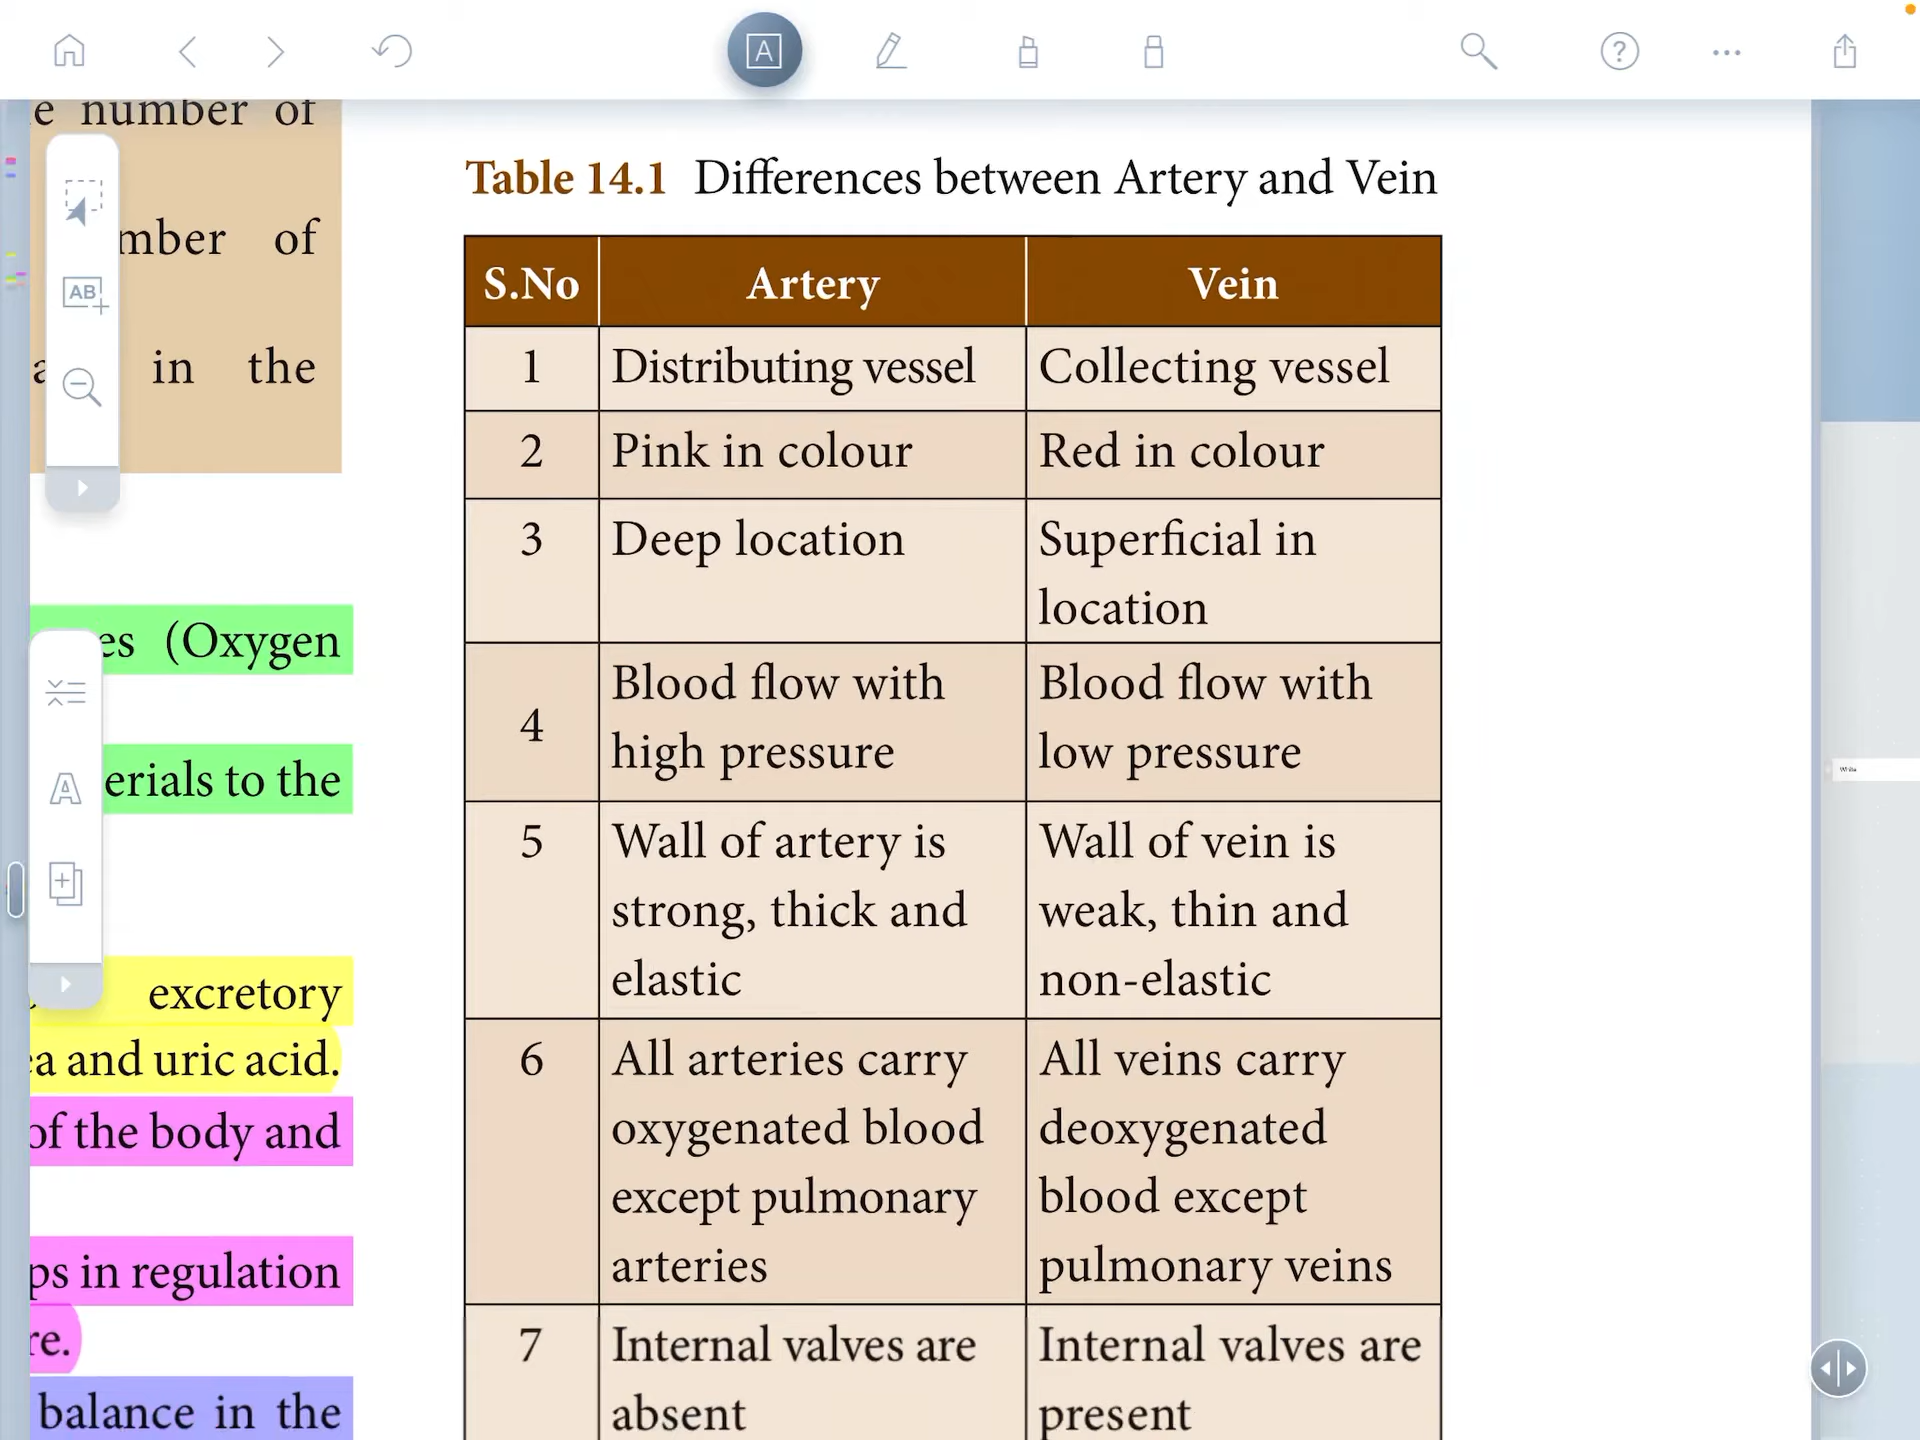 e number of
mber of
in the
es (Oxygen
erials to the
excretory
ea and uric acid.
of the body and
ps in regulation
re.
balance in the
Table 14.1 Differences between Artery and Vein
S.No Artery Vein
1 Distributing vessel Collecting vessel
2 Pink in colour Red in colour
3 Deep location Superficial in
location
Blood flow with Blood flow with
4
high pressure low pressure
5 Wall of artery is Wall of vein is
strong, thick and weak, thin and
elastic non-elastic
6 All arteries carry All veins carry
oxygenated blood deoxygenated
except pulmonary blood except
arteries pulmonary veins
7 Internal valves are Internal valves are
absent present
White